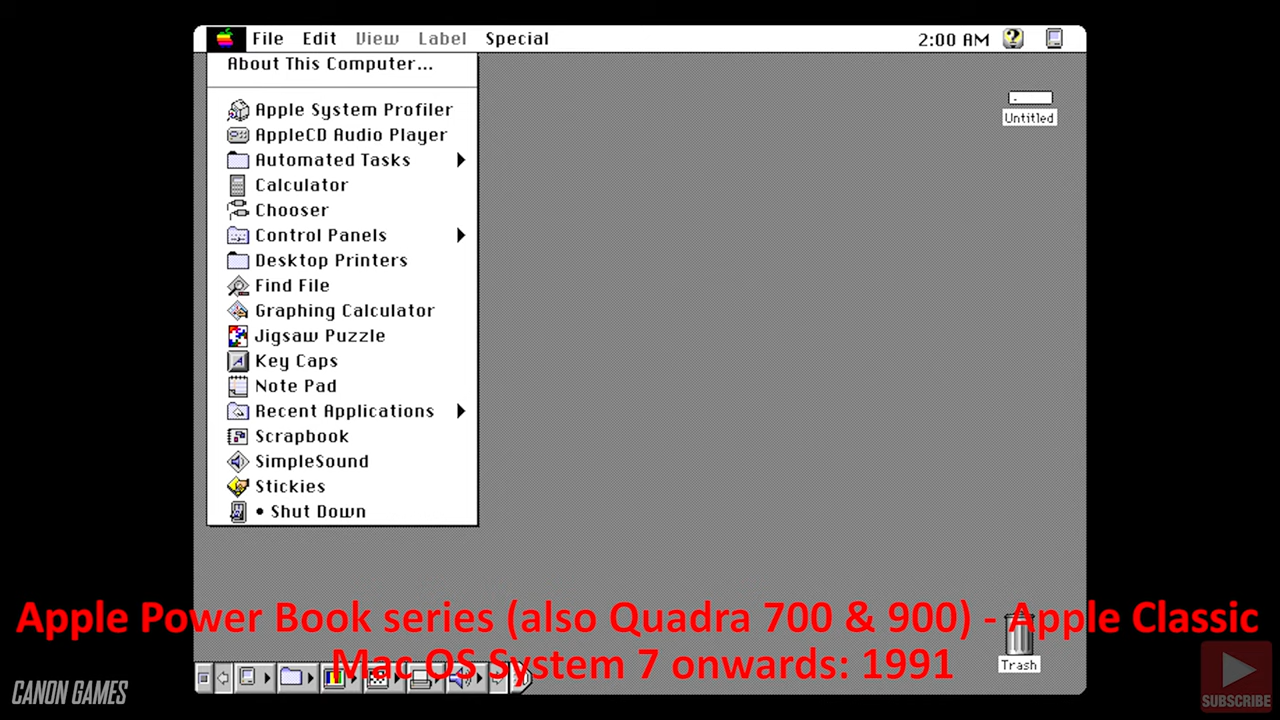 File Edit View Label Special 2:00 AM
About This Computer...
Apple System Profiler
AppleCD Audio Player
Automated Tasks
Calculator
Chooser
Control Panels
Desktop Printers
Find File
Graphing Calculator
Jigsaw Puzzle
Key Caps
Note Pad
Recent Applications
Scrapbook
SimpleSound
Stickies
• Shut Down
Untitled
Apple Power Book series (also Quadra 700 & 900) - Apple Classic
Mac OS System 7 onwards: 1991
Trash
CANON GAMES
SUBSCRIBE